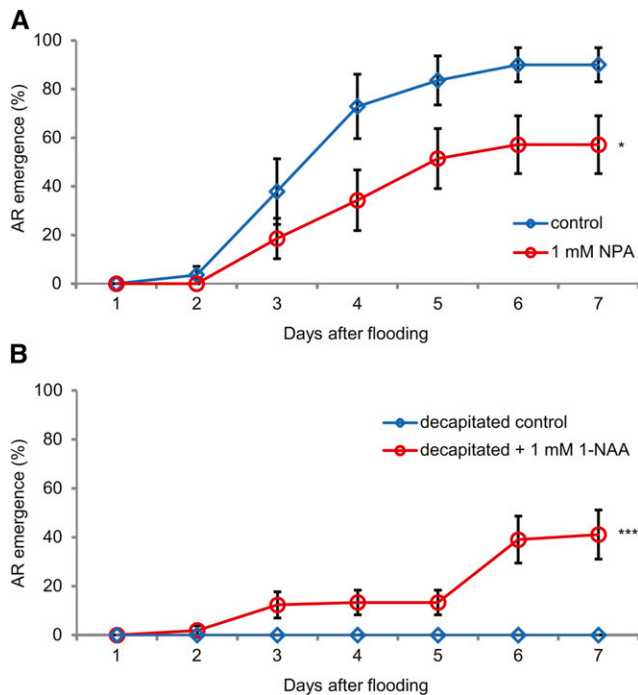 A
100
80
60
40
20
0
AR emergence (%)
*
control
1 mM NPA
1 2 3 4 5 6 7
Days after flooding
B
100
80
60
40
20
0
AR emergence (%)
decapitated control
decapitated + 1 mM 1-NAA
***
1 2 3 4 5 6 7
Days after flooding